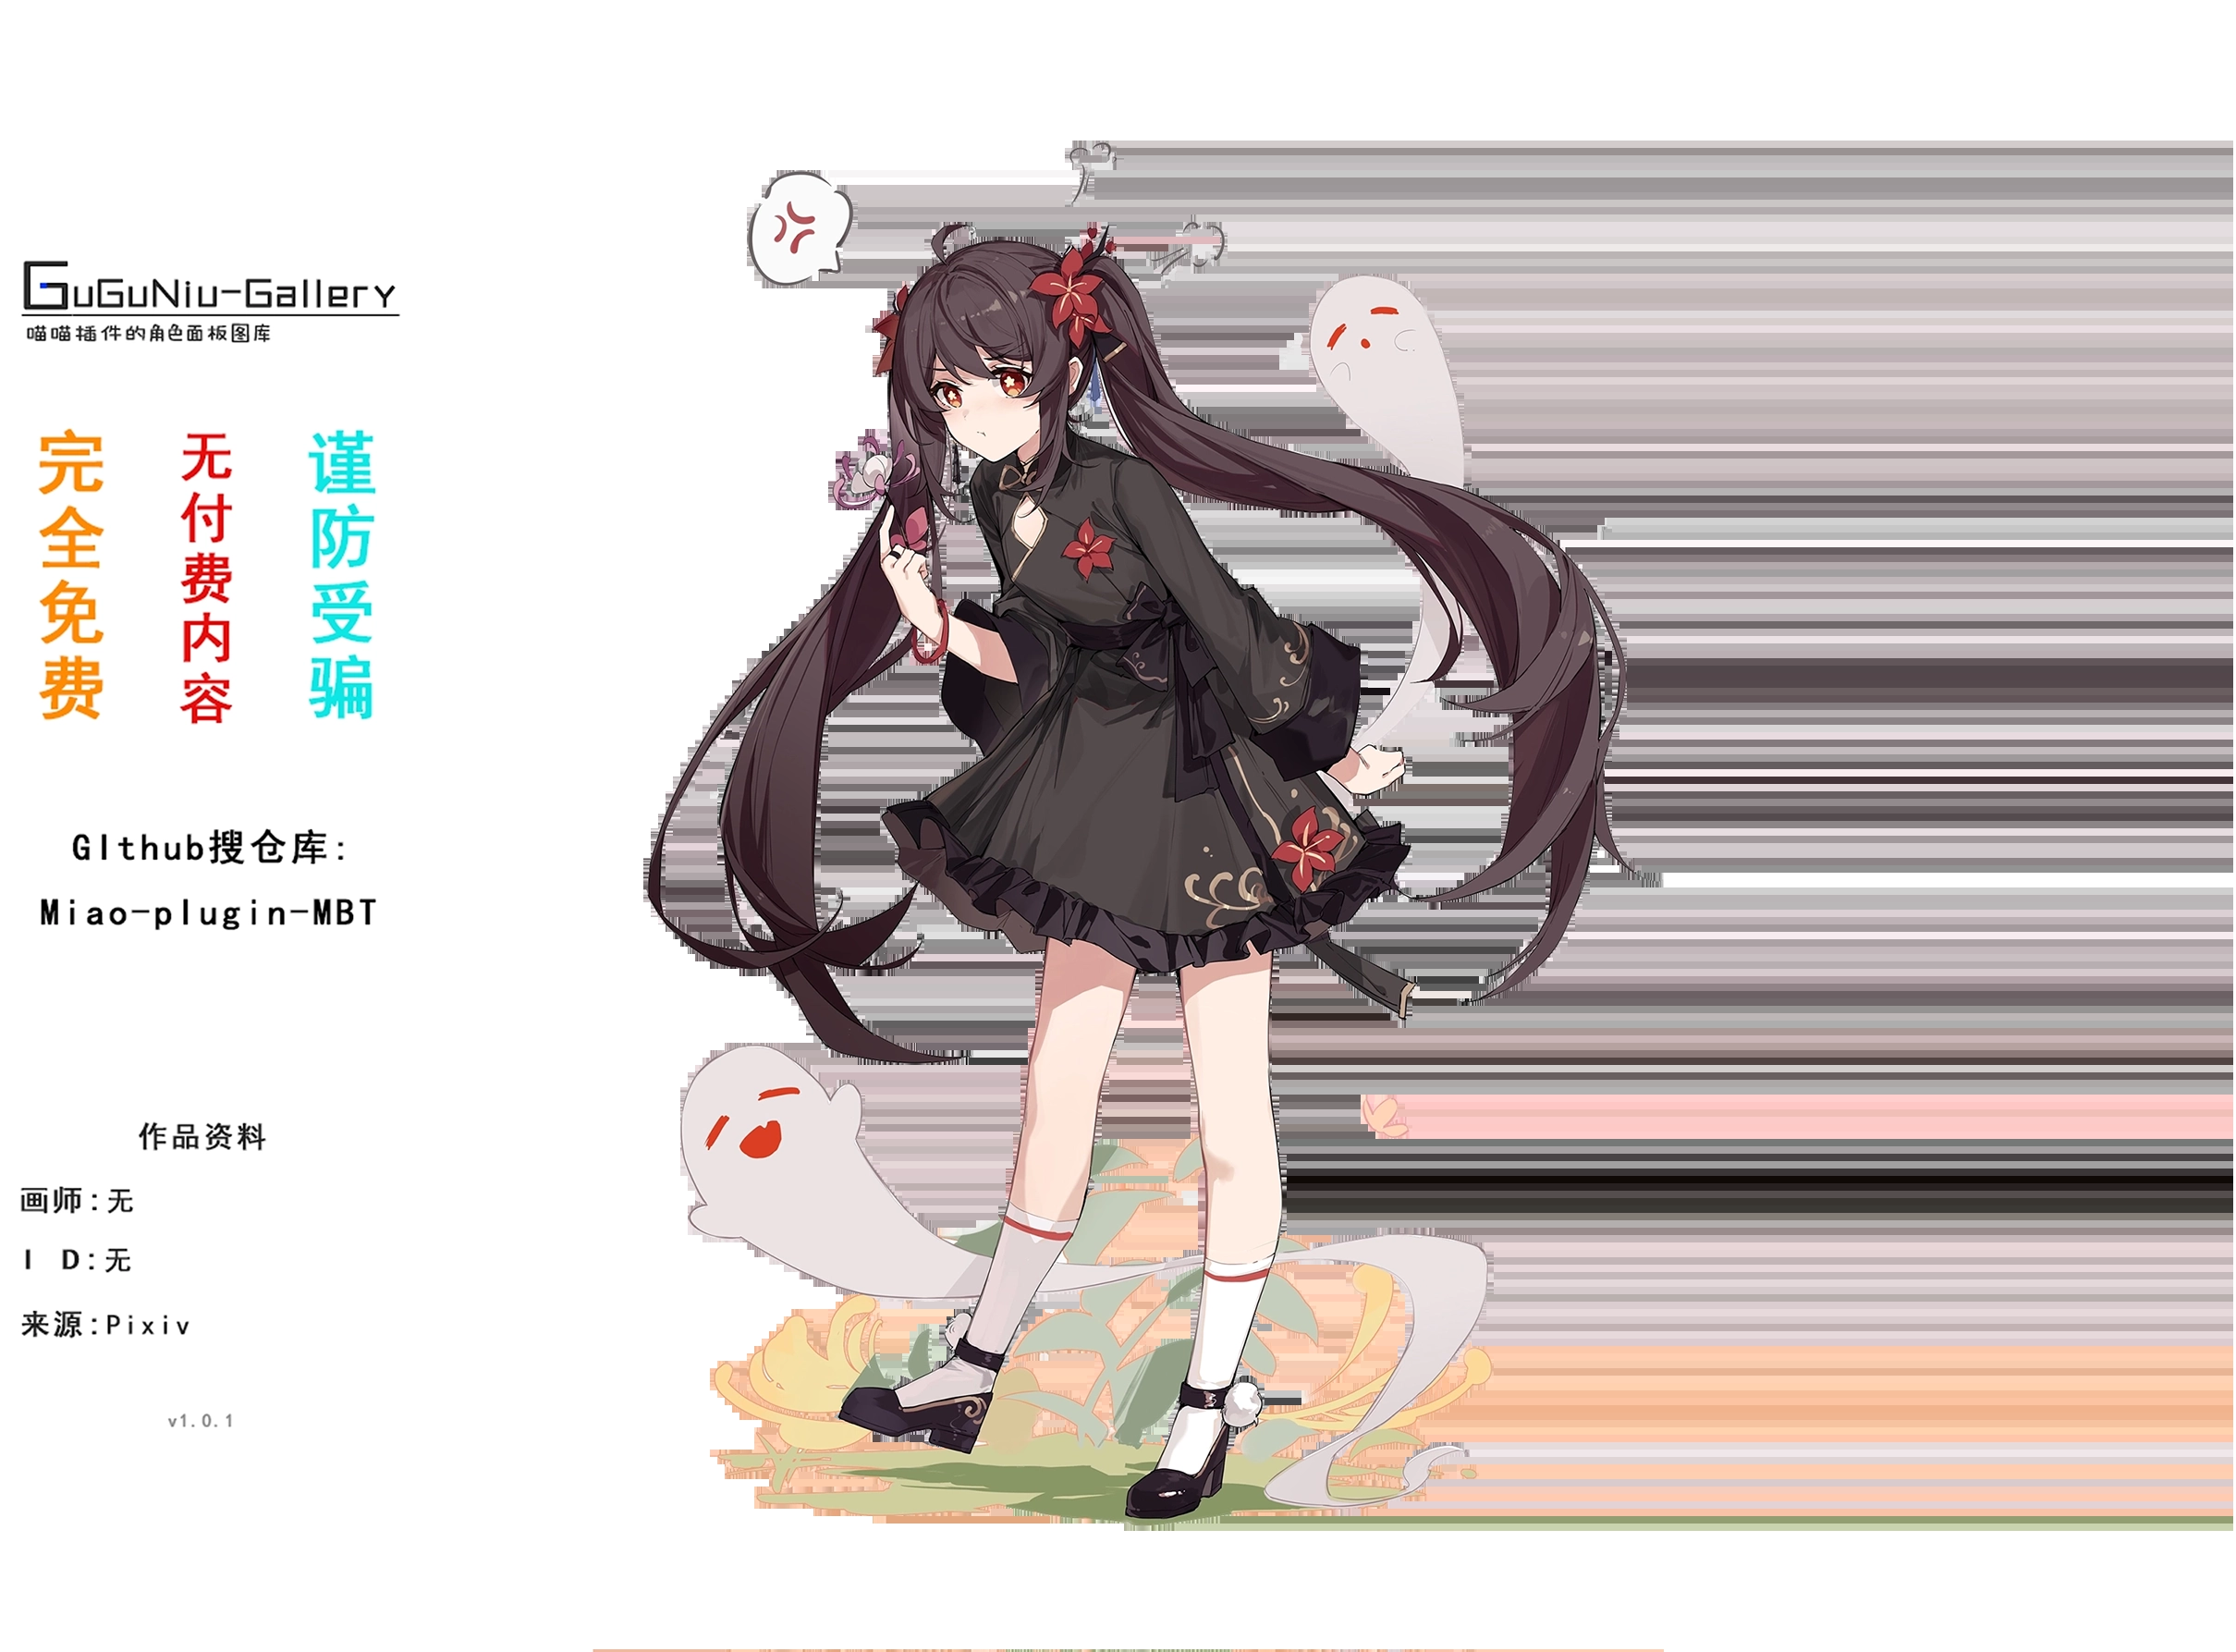 GuGuNiu-Gallery
喵喵插件的角色面板图库
完全免费
无付费内容
谨防受骗
GIthub搜仓库:
Miao-plugin-MBT
作品资料
画师:无
I D:无
来源:Pixiv
v1.0.1